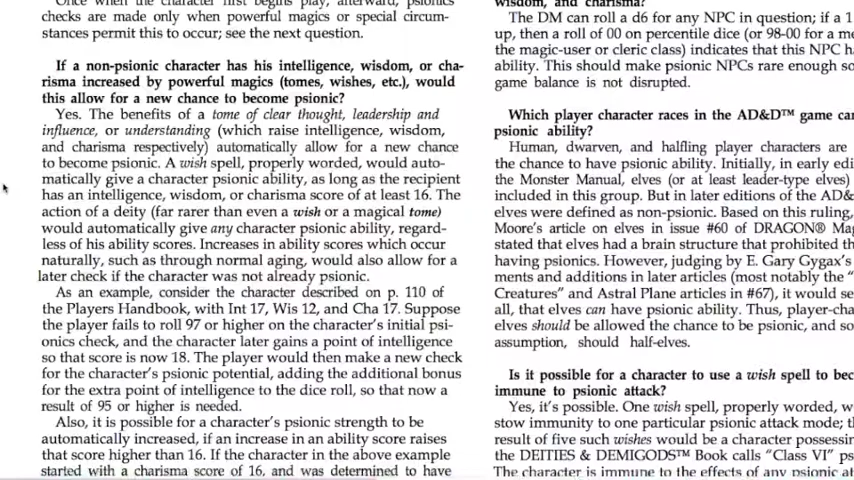 Once when the character first begins play; afterward, psionics
checks are made only when powerful magics or special circum-
stances permit this to occur; see the next question.
If a non-psionic character has his intelligence, wisdom, or cha-
risma increased by powerful magics (tomes, wishes, etc.), would
this allow for a new chance to become psionic?
Yes. The benefits of a tome of clear thought, leadership and
influence, or understanding (which raise intelligence, wisdom,
and charisma respectively) automatically allow for a new chance
to become psionic. A wish spell, properly worded, would auto-
matically give a character psionic ability, as long as the recipient
has an intelligence, wisdom, or charisma score of at least 16. The
action of a deity (far rarer than even a wish or a magical tome)
would automatically give any character psionic ability, regard-
less of his ability scores. Increases in ability scores which occur
naturally, such as through normal aging, would also allow for a
later check if the character was not already psionic.
As an example, consider the character described on p. 110 of
the Players Handbook, with Int 17, Wis 12, and Cha 17. Suppose
the player fails to roll 97 or higher on the character's initial psi-
onics check, and the character later gains a point of intelligence
so that score is now 18. The player would then make a new check
for the character's psionic potential, adding the additional bonus
for the extra point of intelligence to the dice roll, so that now a
result of 95 or higher is needed.
Also, it is possible for a character's psionic strength to be
automatically increased, if an increase in an ability score raises
that score higher than 16. If the character in the above example
started with a charisma score of 16, and was determined to have
wisdom, and charisma?
The DM can roll a d6 for any NPC in question; if a 1
up, then a roll of 00 on percentile dice (or 98-00 for a me
the magic-user or cleric class) indicates that this NPC h
ability. This should make psionic NPCs rare enough so
game balance is not disrupted.
Which player character races in the AD&D™ game can
psionic ability?
Human, dwarven, and halfling player characters are
the chance to have psionic ability. Initially, in early edi
the Monster Manual, elves (or at least leader-type elves)
included in this group. But in later editions of the AD&
elves were defined as non-psionic. Based on this ruling,
Moore's article on elves in issue #60 of DRAGON® Mag
stated that elves had a brain structure that prohibited th
having psionics. However, judging by E. Gary Gygax's
ments and additions in later articles (most notably the "
Creatures" and Astral Plane articles in #67), it would se
all, that elves can have psionic ability. Thus, player-cha
elves should be allowed the chance to be psionic, and so
assumption, should half-elves.
Is it possible for a character to use a wish spell to bec
immune to psionic attack?
Yes, it's possible. One wish spell, properly worded, w
stow immunity to one particular psionic attack mode; th
result of five such wishes would be a character possessin
the DEITIES & DEMIGODS™ Book calls "Class VI" ps
The character is immune to the effects of any psionic at